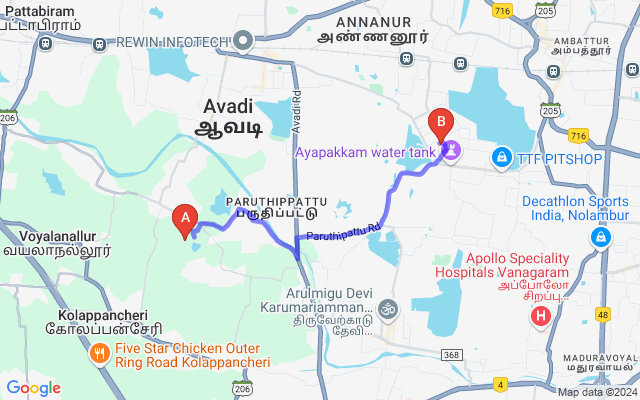 Pattabiram
பட்டாபிராம்
ANNANUR
அண்ணனூர்
716
REWIN INFOTECH
205
AMBATTUR
அம்பத்தூர்
Avadi
ஆவடி
Avadi Rd
206
B
205
716
Ayapakkam water tank
TTF PITSHOP
PARUTHIPPATTU
பருதிப்பட்டு
A
Paruthipattu Rd
Decathlon Sports
India, Nolambur
Voyalanallur
வயலாநல்லூர்
Apollo Speciality
Hospitals Vanagaram
அப்போலோ
சிறப்பு...
Kolappancheri
கோலப்பன்சேரி
Arulmigu Devi
Karumariamman...
திருவேற்காடு
தேவி...
48
Five Star Chicken Outer
Ring Road Kolappancheri
368
MADURAVOYAL
மதுரவாயல்
206
4
Google
Map data ©2024